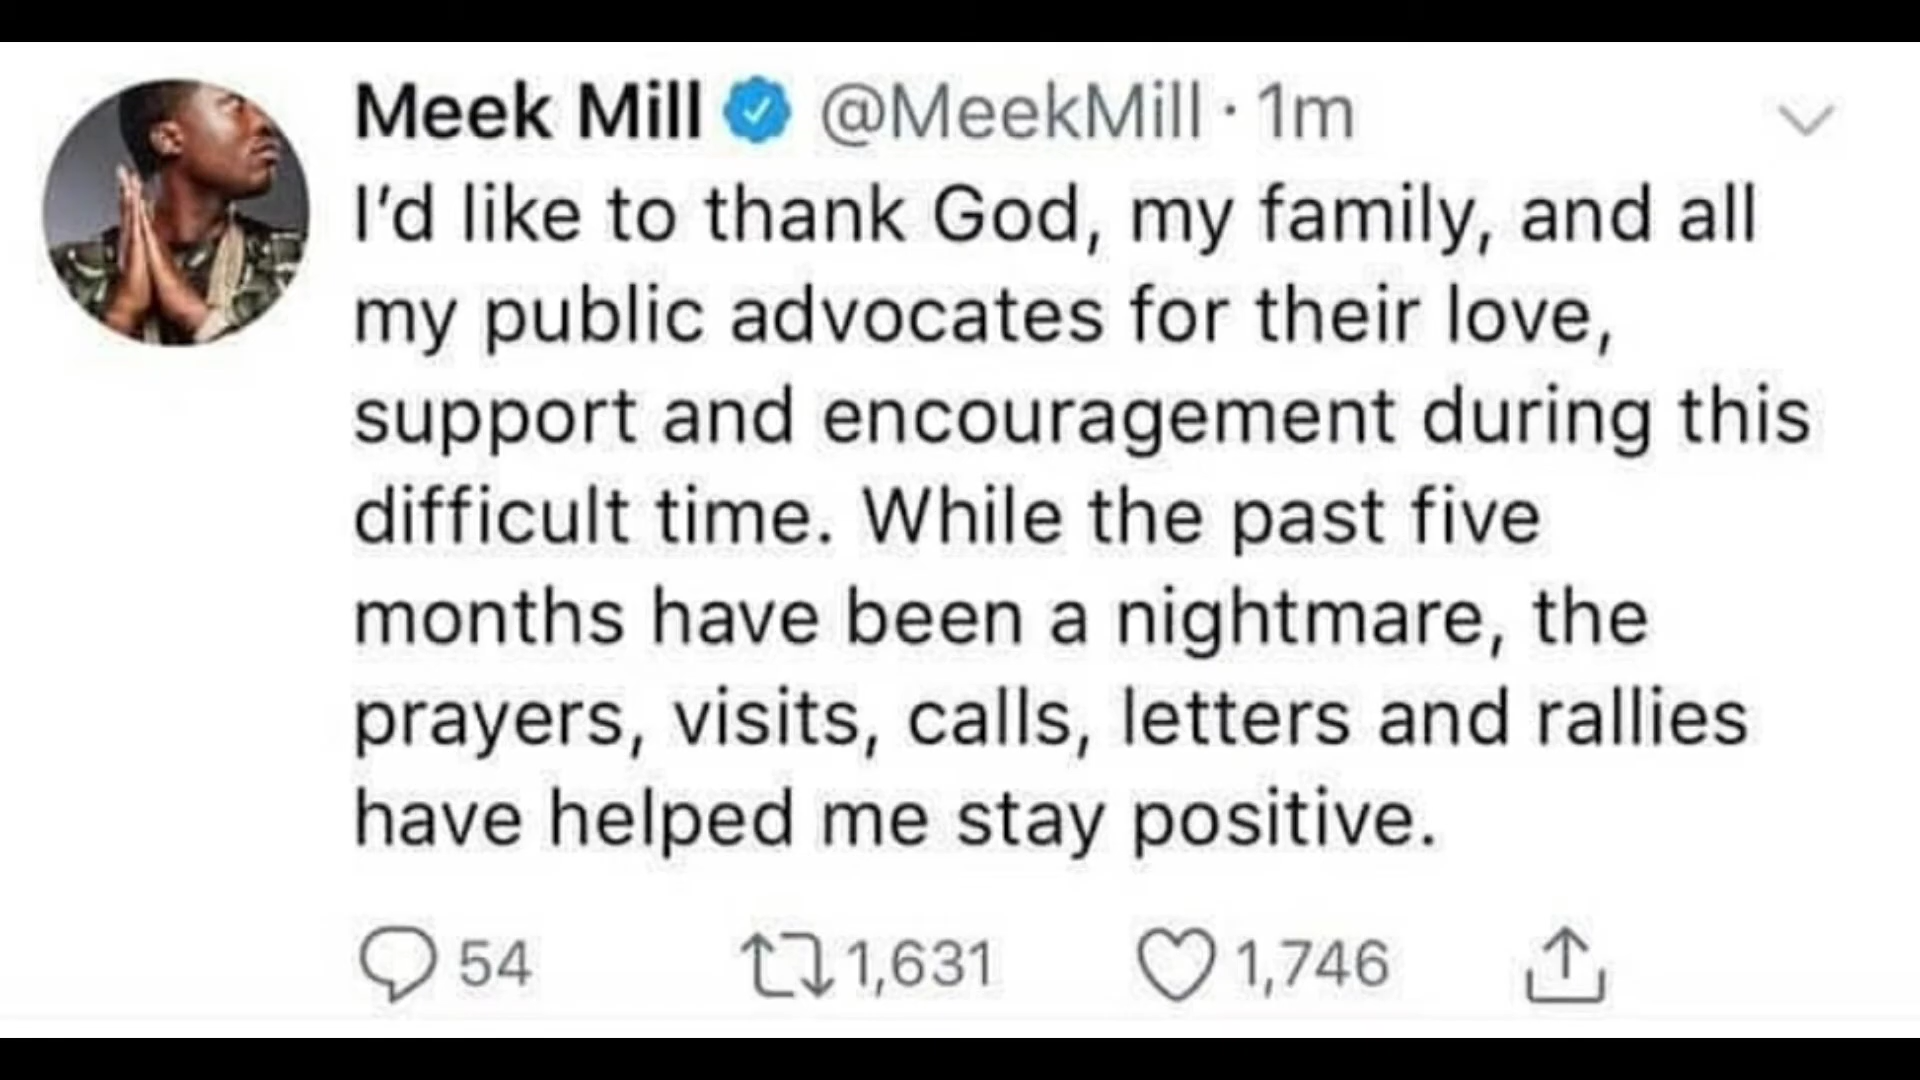 Meek Mill @MeekMill · 1m
I'd like to thank God, my family, and all
my public advocates for their love,
support and encouragement during this
difficult time. While the past five
months have been a nightmare, the
prayers, visits, calls, letters and rallies
have helped me stay positive.
54 1,631 1,746